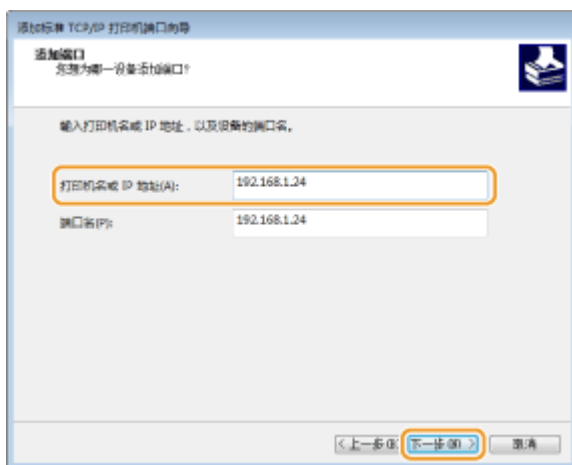 添加标准 TCP/IP 打印机端口向导
添加端口
您想为哪一设备添加端口?
输入打印机名或 IP 地址，以及设备的端口名。
打印机名或 IP 地址(A): 192.168.1.24
端口名(P): 192.168.1.24
<上一步(B) 下一步(N) > 取消